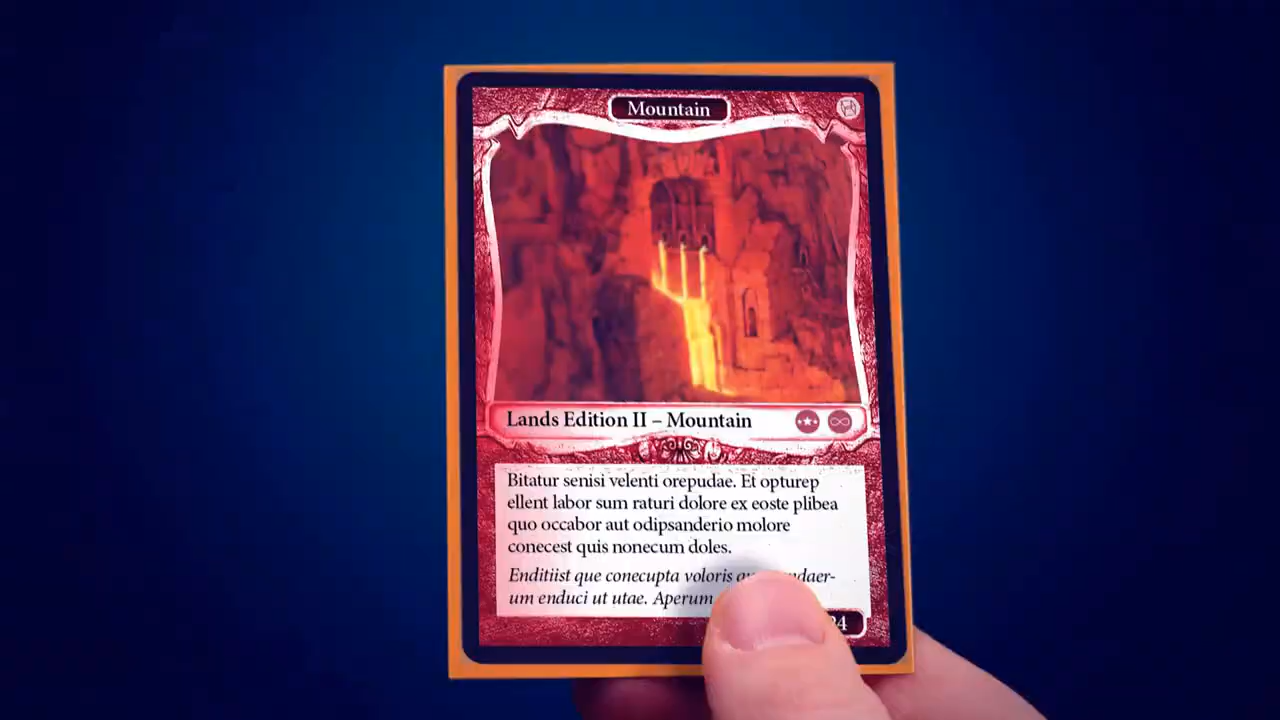 Mountain
Lands Edition II – Mountain
Bitatur senisi velenti orepudae. Et opturep
ellent labor sum raturi dolore ex eoste plibea
quo occabor aut odipsanderio molore
conecest quis nonecum doles.
Enditiist que conecupta voloris
um enduci ut utae. Aperum